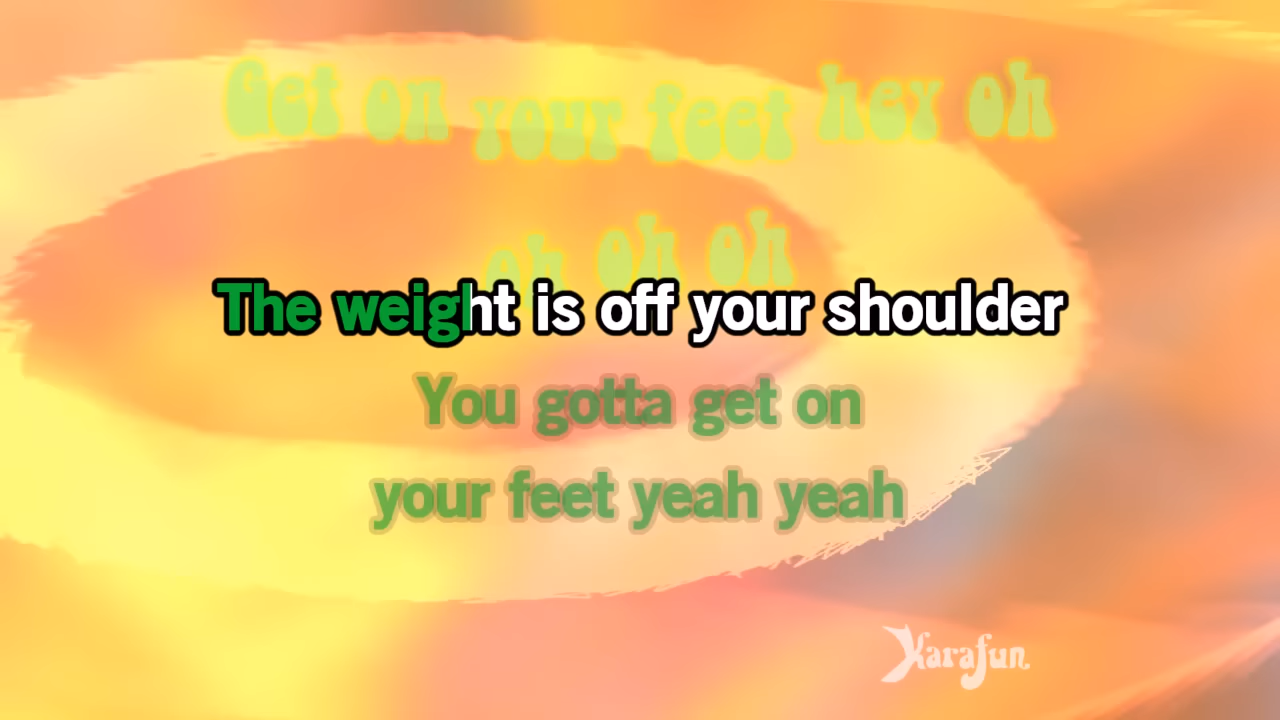 Get on your feet hey oh
oh oh oh
The weight is off your shoulder
You gotta get on
your feet yeah yeah
Karafun